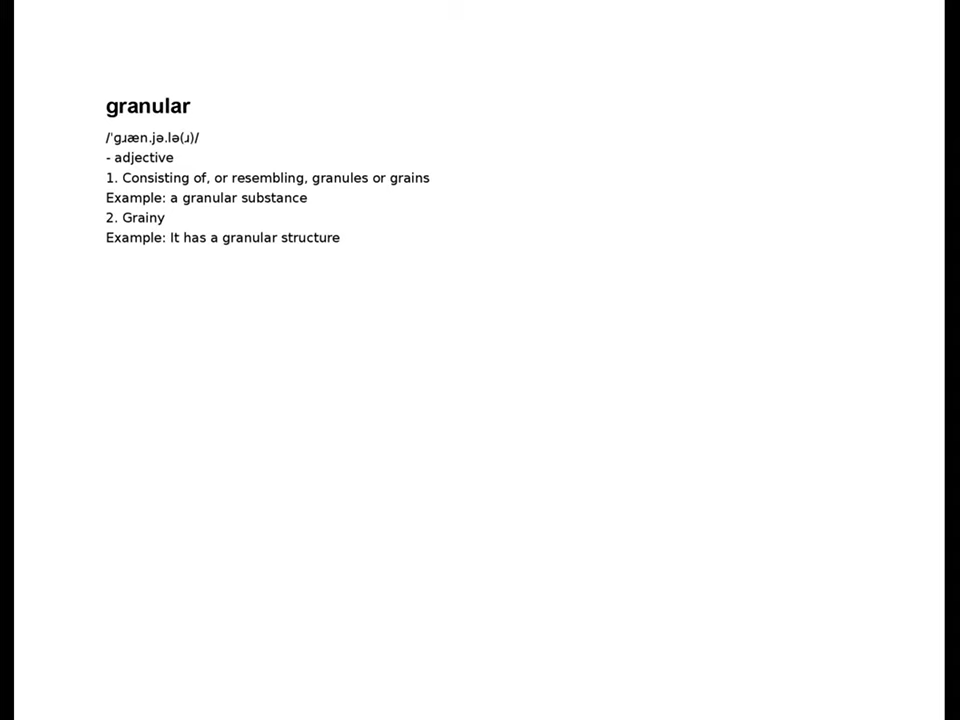 granular
/ˈɡɹæn.jə.lə(ɹ)/
- adjective
1. Consisting of, or resembling, granules or grains
Example: a granular substance
2. Grainy
Example: It has a granular structure